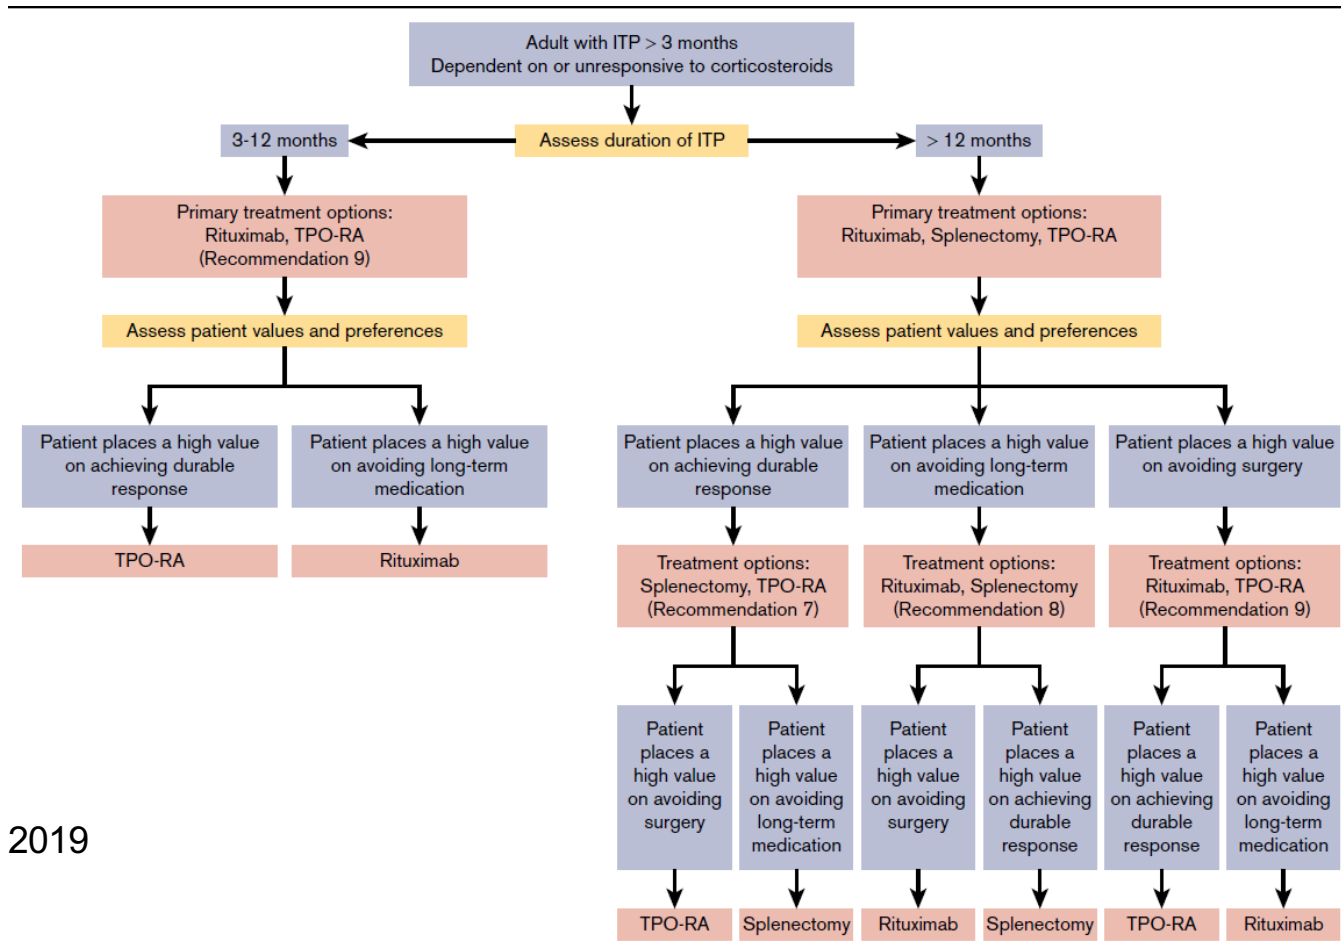 Adult with ITP > 3 months
Dependent on or unresponsive to corticosteroids
3-12 months
Assess duration of ITP
> 12 months
Primary treatment options:
Rituximab, TPO-RA
(Recommendation 9)
Primary treatment options:
Rituximab, Splenectomy, TPO-RA
Assess patient values and preferences
Assess patient values and preferences
Patient places a high value
on achieving durable
response
Patient places a high value
on avoiding long-term
medication
Patient places a high value
on achieving durable
response
Patient places a high value
on avoiding long-term
medication
Patient places a high value
on avoiding surgery
TPO-RA
Rituximab
Treatment options:
Splenectomy, TPO-RA
(Recommendation 7)
Treatment options:
Rituximab, Splenectomy
(Recommendation 8)
Treatment options:
Rituximab, TPO-RA
(Recommendation 9)
Patient
places a
high value
on avoiding
surgery
Patient
places a
high value
on avoiding
long-term
medication
Patient
places a
high value
on avoiding
surgery
Patient
places a
high value
on achieving
durable
response
Patient
places a
high value
on achieving
durable
response
Patient
places a
high value
on avoiding
long-term
medication
2019
TPO-RA
Splenectomy
Rituximab
Splenectomy
TPO-RA
Rituximab